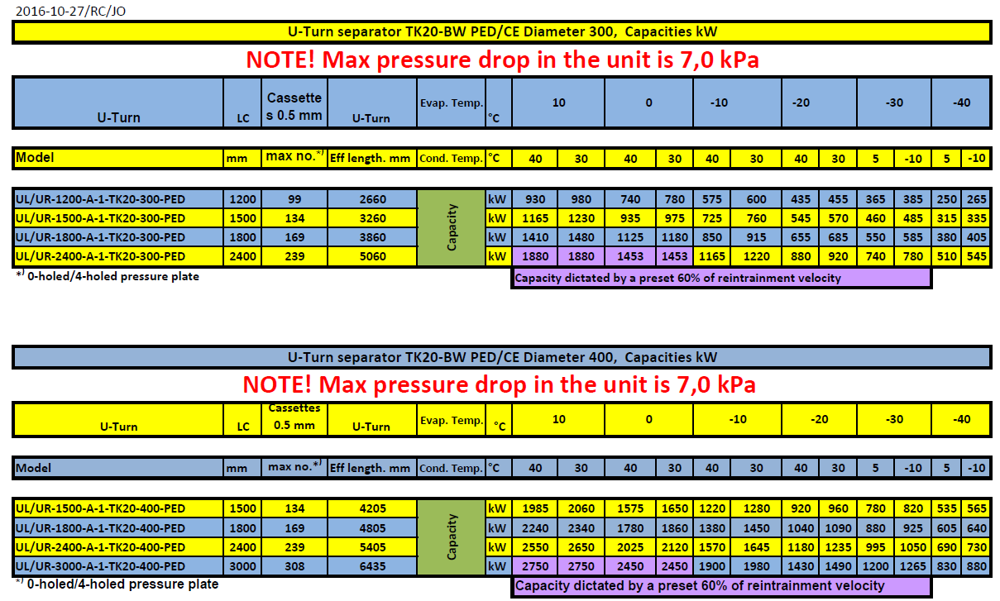 2016-10-27/RC/JO
U-Turn separator TK20-BW PED/CE Diameter 300, Capacities kW
NOTE! Max pressure drop in the unit is 7,0 kPa
U-Turn LC Cassette s 0.5 mm U-Turn Evap. Temp. °C 10 0 -10 -20 -30 -40
Model mm max no.*) Eff length. mm Cond. Temp. °C 40 30 40 30 40 30 40 30 5 -10 5 -10
Capacity
UL/UR-1200-A-1-TK20-300-PED 1200 99 2660 kW 930 980 740 780 575 600 435 455 365 385 250 265
UL/UR-1500-A-1-TK20-300-PED 1500 134 3260 kW 1165 1230 935 975 725 760 545 570 460 485 315 335
UL/UR-1800-A-1-TK20-300-PED 1800 169 3860 kW 1410 1480 1125 1180 850 915 655 685 550 585 380 405
UL/UR-2400-A-1-TK20-300-PED 2400 239 5060 kW 1880 1880 1453 1453 1165 1220 880 920 740 780 510 545
*) 0-holed/4-holed pressure plate
Capacity dictated by a preset 60% of reintrainment velocity
U-Turn separator TK20-BW PED/CE Diameter 400, Capacities kW
NOTE! Max pressure drop in the unit is 7,0 kPa
U-Turn LC Cassettes 0.5 mm U-Turn Evap. Temp. °C 10 0 -10 -20 -30 -40
Model mm max no.*) Eff length. mm Cond. Temp. °C 40 30 40 30 40 30 40 30 5 -10 5 -10
Capacity
UL/UR-1500-A-1-TK20-400-PED 1500 134 4205 kW 1985 2060 1575 1650 1220 1280 920 960 780 820 535 565
UL/UR-1800-A-1-TK20-400-PED 1800 169 4805 kW 2240 2340 1780 1860 1380 1450 1040 1090 880 925 605 640
UL/UR-2400-A-1-TK20-400-PED 2400 239 5405 kW 2550 2650 2025 2120 1570 1645 1180 1235 995 1050 690 730
UL/UR-3000-A-1-TK20-400-PED 3000 308 6435 kW 2750 2750 2450 2450 1900 1980 1430 1490 1200 1265 830 880
*) 0-holed/4-holed pressure plate
Capacity dictated by a preset 60% of reintrainment velocity